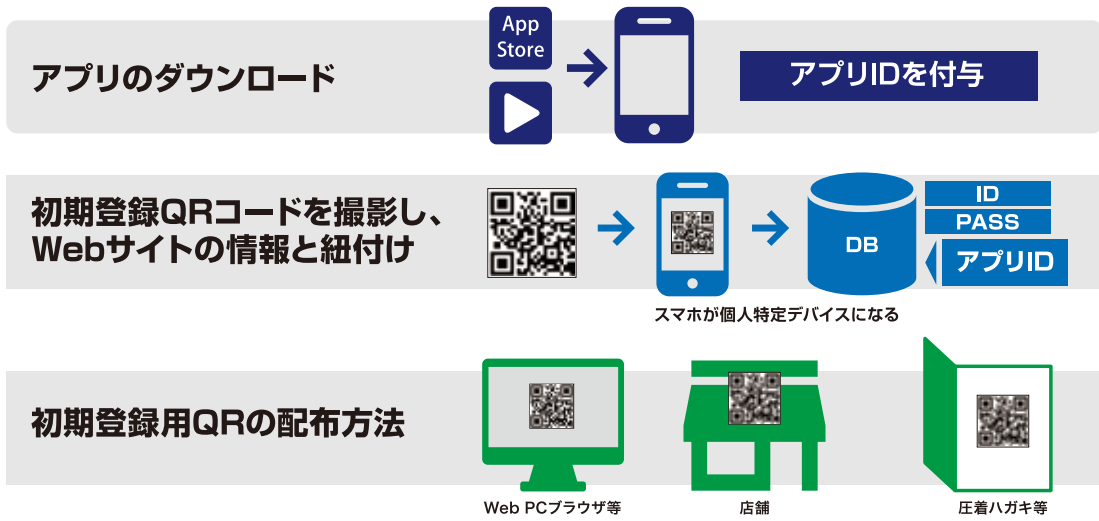 App
Store
アプリのダウンロード
アプリIDを付与
初期登録QRコードを撮影し、
Webサイトの情報と紐付け
DB
ID
PASS
アプリID
スマホが個人特定デバイスになる
初期登録用QRの配布方法
Web PCブラウザ等
店舗
圧着ハガキ等